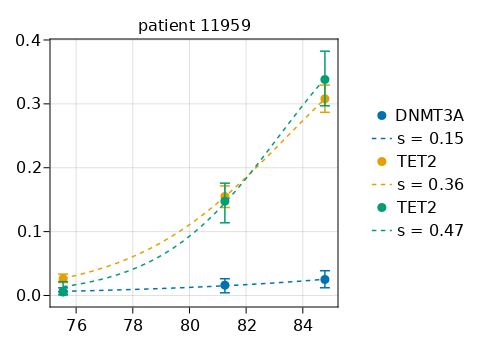 patient 11959
0.4
0.3
0.2
0.1
0.0
76 78 80 82 84
DNMT3A
s = 0.15
TET2
s = 0.36
TET2
s = 0.47